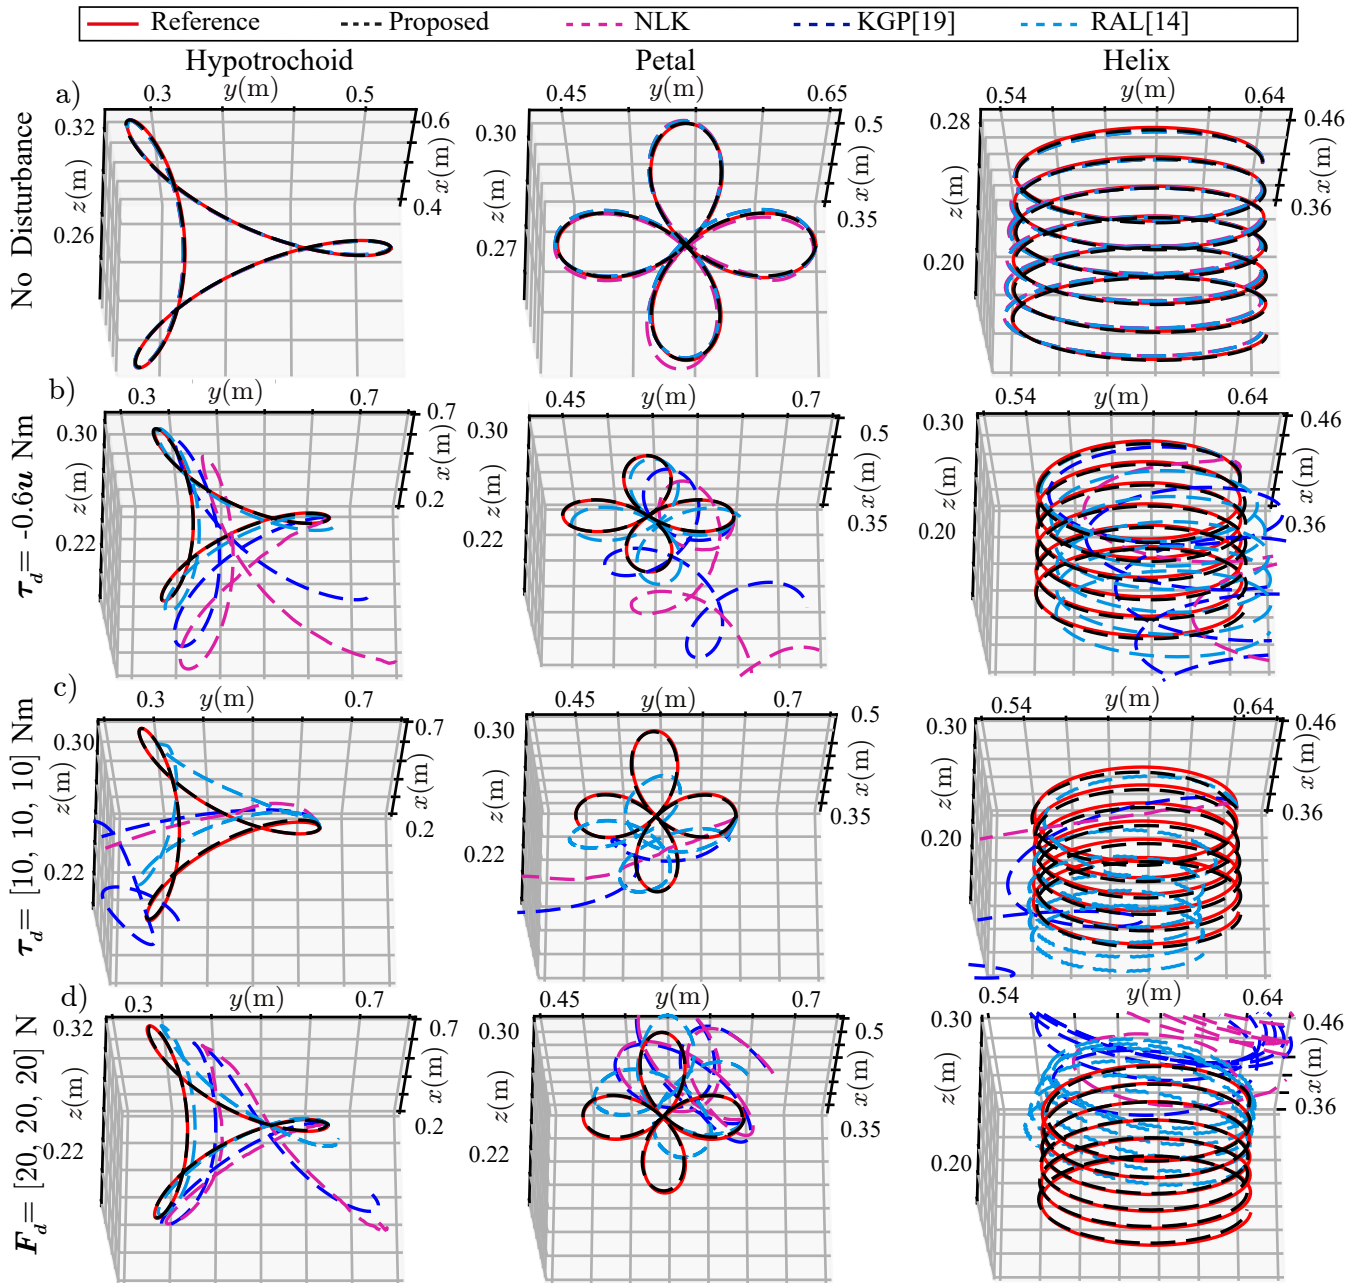 Reference Proposed NLK KGP[19] RAL[14]
Hypotrochoid Petal Helix
a)
No Disturbance
0.3 y(m) 0.5
0.32
z(m)
0.26
0.6
x(m)
0.4
0.45 y(m) 0.65
0.30
z(m)
0.27
0.5
x(m)
0.35
0.54 y(m) 0.64
0.28
z(m)
0.20
0.46
x(m)
0.36
b)
τd= -0.6u Nm
0.3 y(m) 0.7
0.30
z(m)
0.22
0.7
x(m)
0.2
0.45 y(m) 0.7
0.30
z(m)
0.22
0.5
x(m)
0.35
0.54 y(m) 0.64
0.30
z(m)
0.20
0.46
x(m)
0.36
c)
τd= [10, 10, 10] Nm
0.3 y(m) 0.7
0.30
z(m)
0.22
0.7
x(m)
0.2
0.45 y(m) 0.7
0.30
z(m)
0.22
0.5
x(m)
0.35
0.54 y(m) 0.64
0.30
z(m)
0.20
0.46
x(m)
0.36
d)
Fd= [20, 20, 20] N
0.3 y(m) 0.7
0.32
z(m)
0.22
0.7
x(m)
0.2
0.45 y(m) 0.7
0.30
z(m)
0.22
0.5
x(m)
0.35
0.54 y(m) 0.64
0.30
z(m)
0.20
0.46
x(m)
0.36